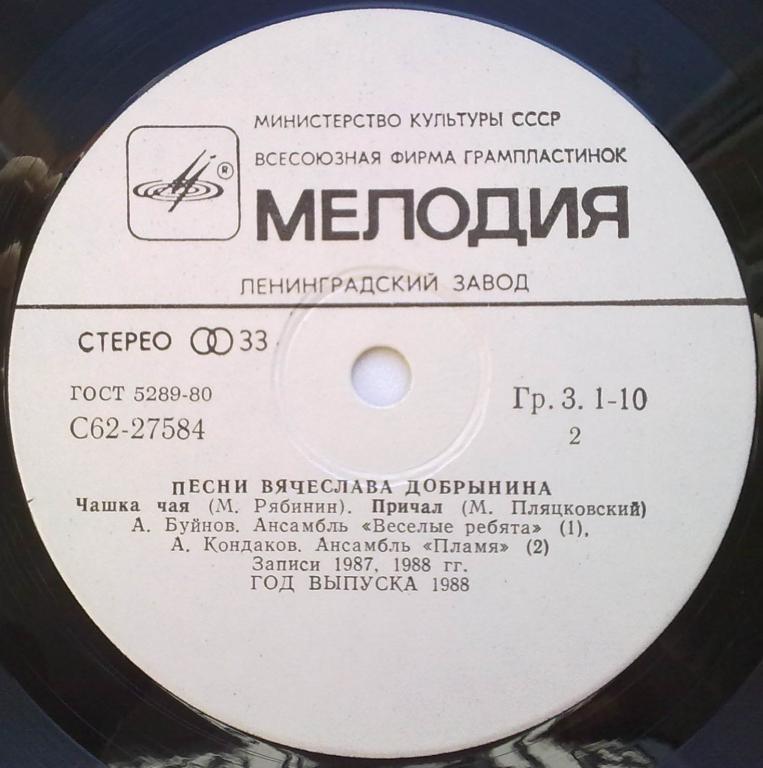 МИНИСТЕРСТВО КУЛЬТУРЫ СССР
ВСЕСОЮЗНАЯ ФИРМА ГРАМПЛАСТИНОК
®
МЕЛОДИЯ
ЛЕНИНГРАДСКИЙ ЗАВОД
СТЕРЕО 33
ГОСТ 5289-80
Гр. 3. 1-10
С62-27584
2
ПЕСНИ ВЯЧЕСЛАВА ДОБРЫНИНА
Чашка чая (М. Рябинин). Причал (М. Пляцковский)
А. Буйнов. Ансамбль «Веселые ребята» (1),
А. Кондаков. Ансамбль «Пламя» (2)
Записи 1987, 1988 гг.
ГОД ВЫПУСКА 1988